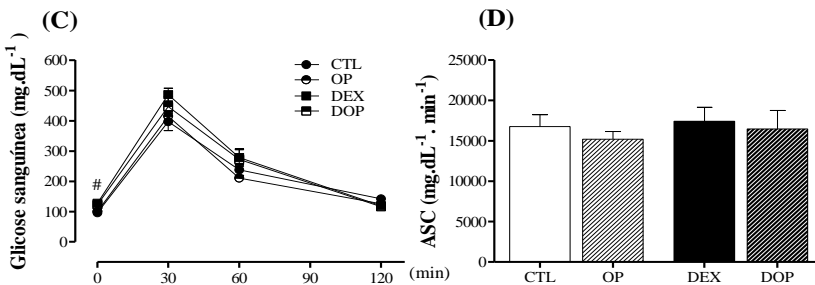 (C)
Glicose sanguínea (mg.dL⁻¹)
600
500
400
300
200
100
0
#
CTL
OP
DEX
DOP
0 30 60 90 120 (min)
(D)
ASC (mg.dL⁻¹. min⁻¹)
25000
20000
15000
10000
5000
0
CTL OP DEX DOP